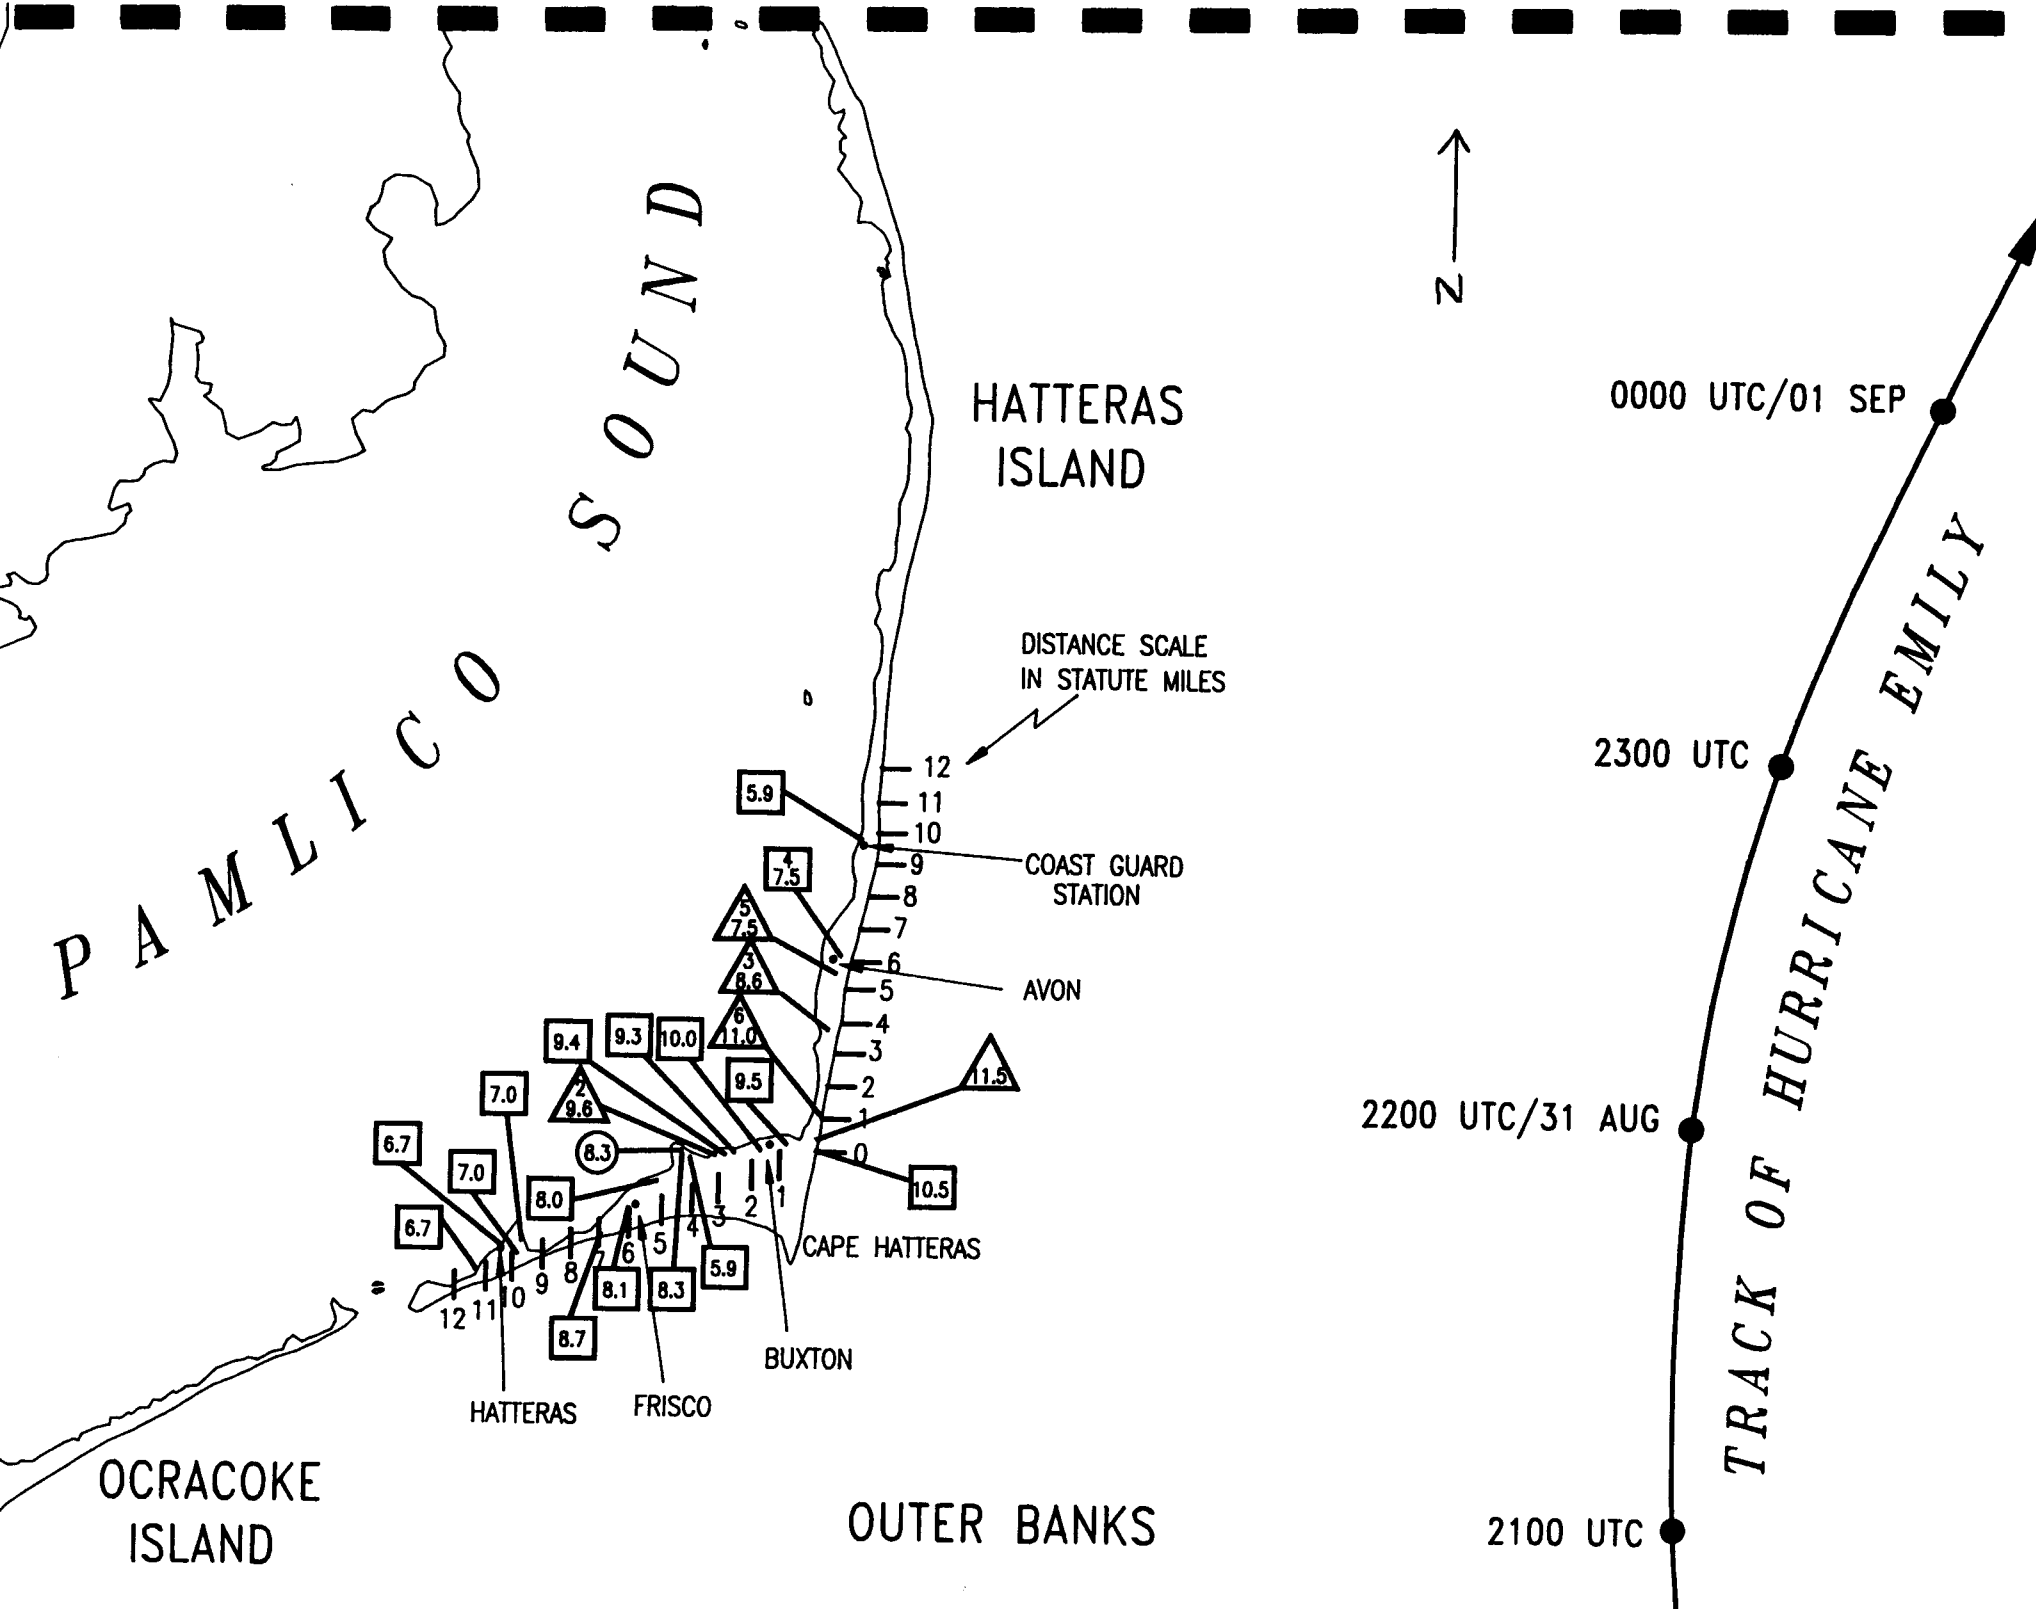 PAMLICO SOUND
N
HATTERAS
ISLAND
0000 UTC/01 SEP
DISTANCE SCALE
IN STATUTE MILES
2300 UTC
TRACK OF HURRICANE EMILY
12
11
10
9
8
7
6
5
4
3
2
1
0
5.9
COAST GUARD
STATION
4
7.5
5
7.5
3
8.6
AVON
6
11.0
9.4
9.3
10.0
9.5
11.5
2
9.6
7.0
2200 UTC/31 AUG
6.7
8.3
7.0
8.0
10.5
6.7
1
2
3
4
5
6
7
8
9
10
11
12
CAPE HATTERAS
5.9
8.3
8.1
8.7
BUXTON
FRISCO
HATTERAS
OCRACOKE
ISLAND
OUTER BANKS
2100 UTC